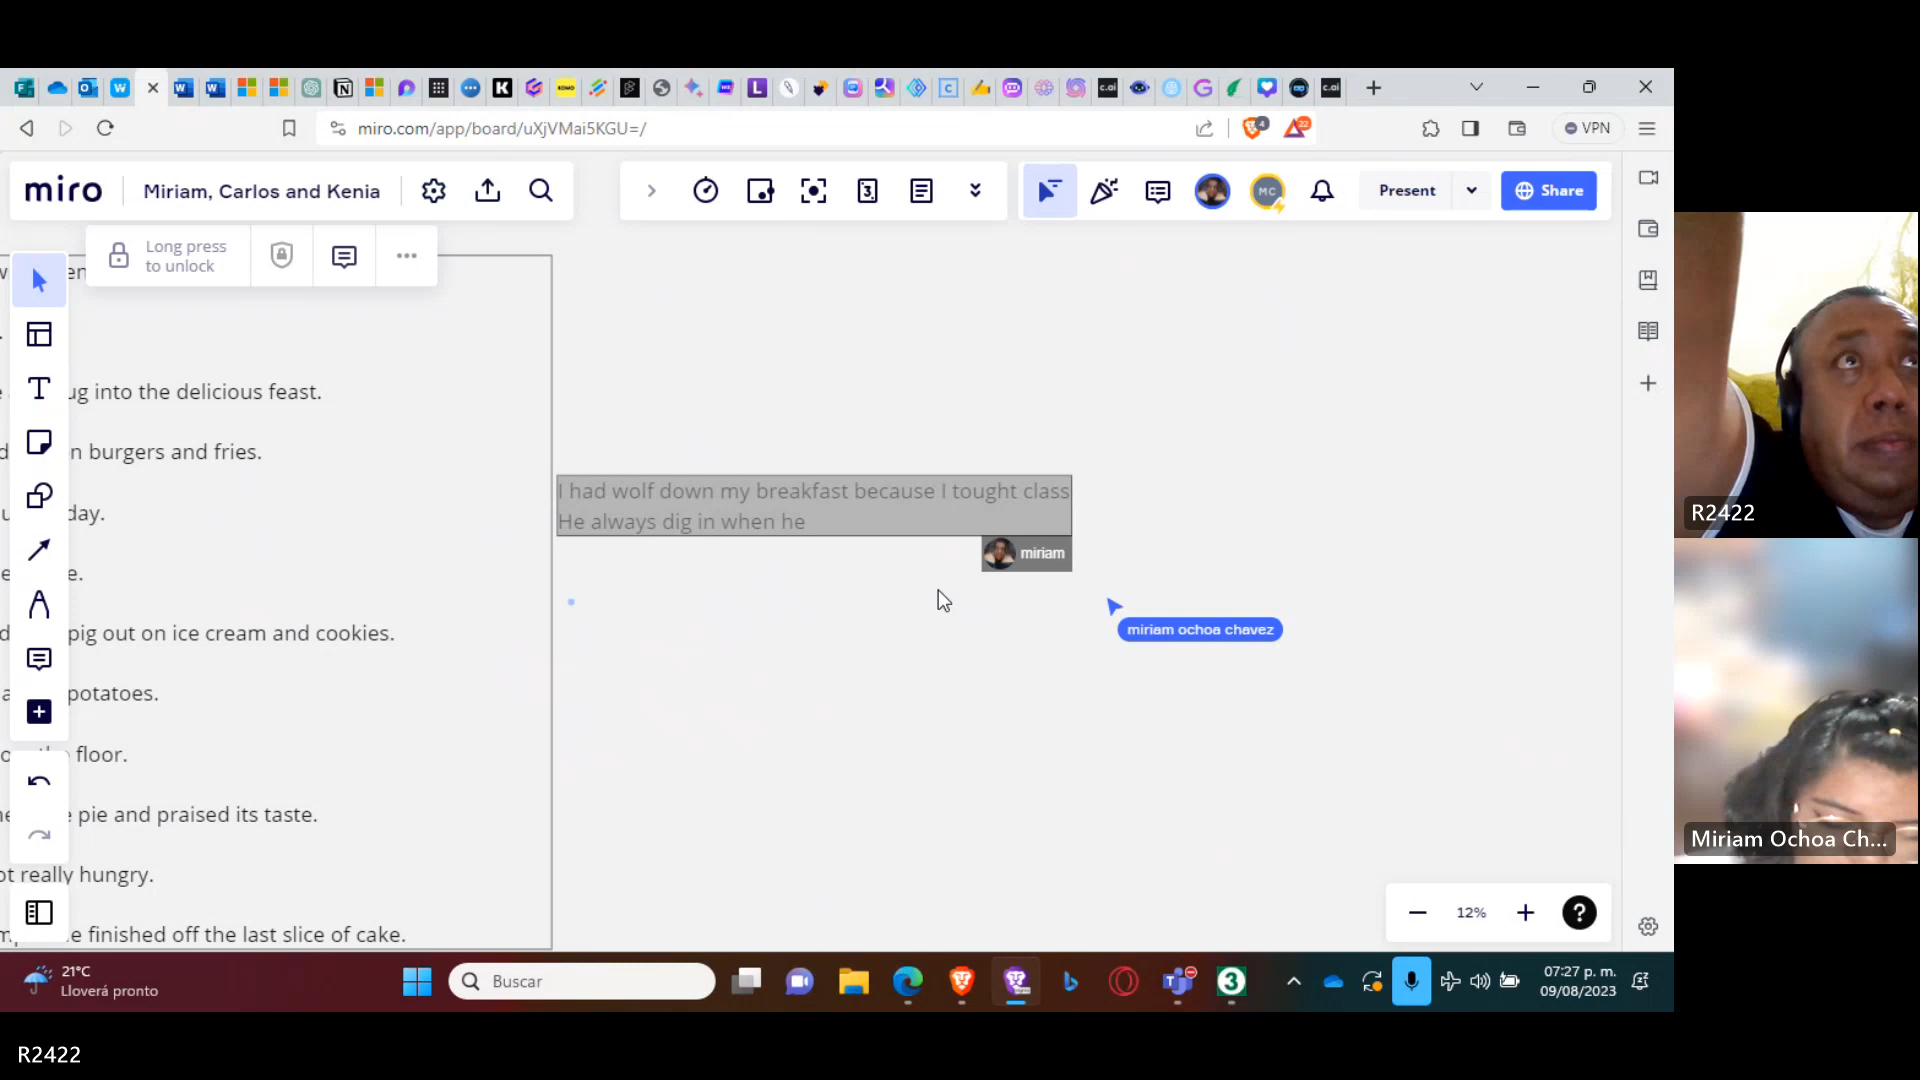 miro.com/app/board/uXjVMai5KGU=/
VPN
miro
Miriam, Carlos and Kenia
MC
Present
Share
Long press
to unlock
ug into the delicious feast.
n burgers and fries.
day.
e.
pig out on ice cream and cookies.
potatoes.
floor.
pie and praised its taste.
ot really hungry.
e finished off the last slice of cake.
I had wolf down my breakfast because I tought class
He always dig in when he
miriam
miriam ochoa chavez
12%
R2422
Miriam Ochoa Ch...
21°C
Lloverá pronto
Buscar
07:27 p. m.
09/08/2023
R2422